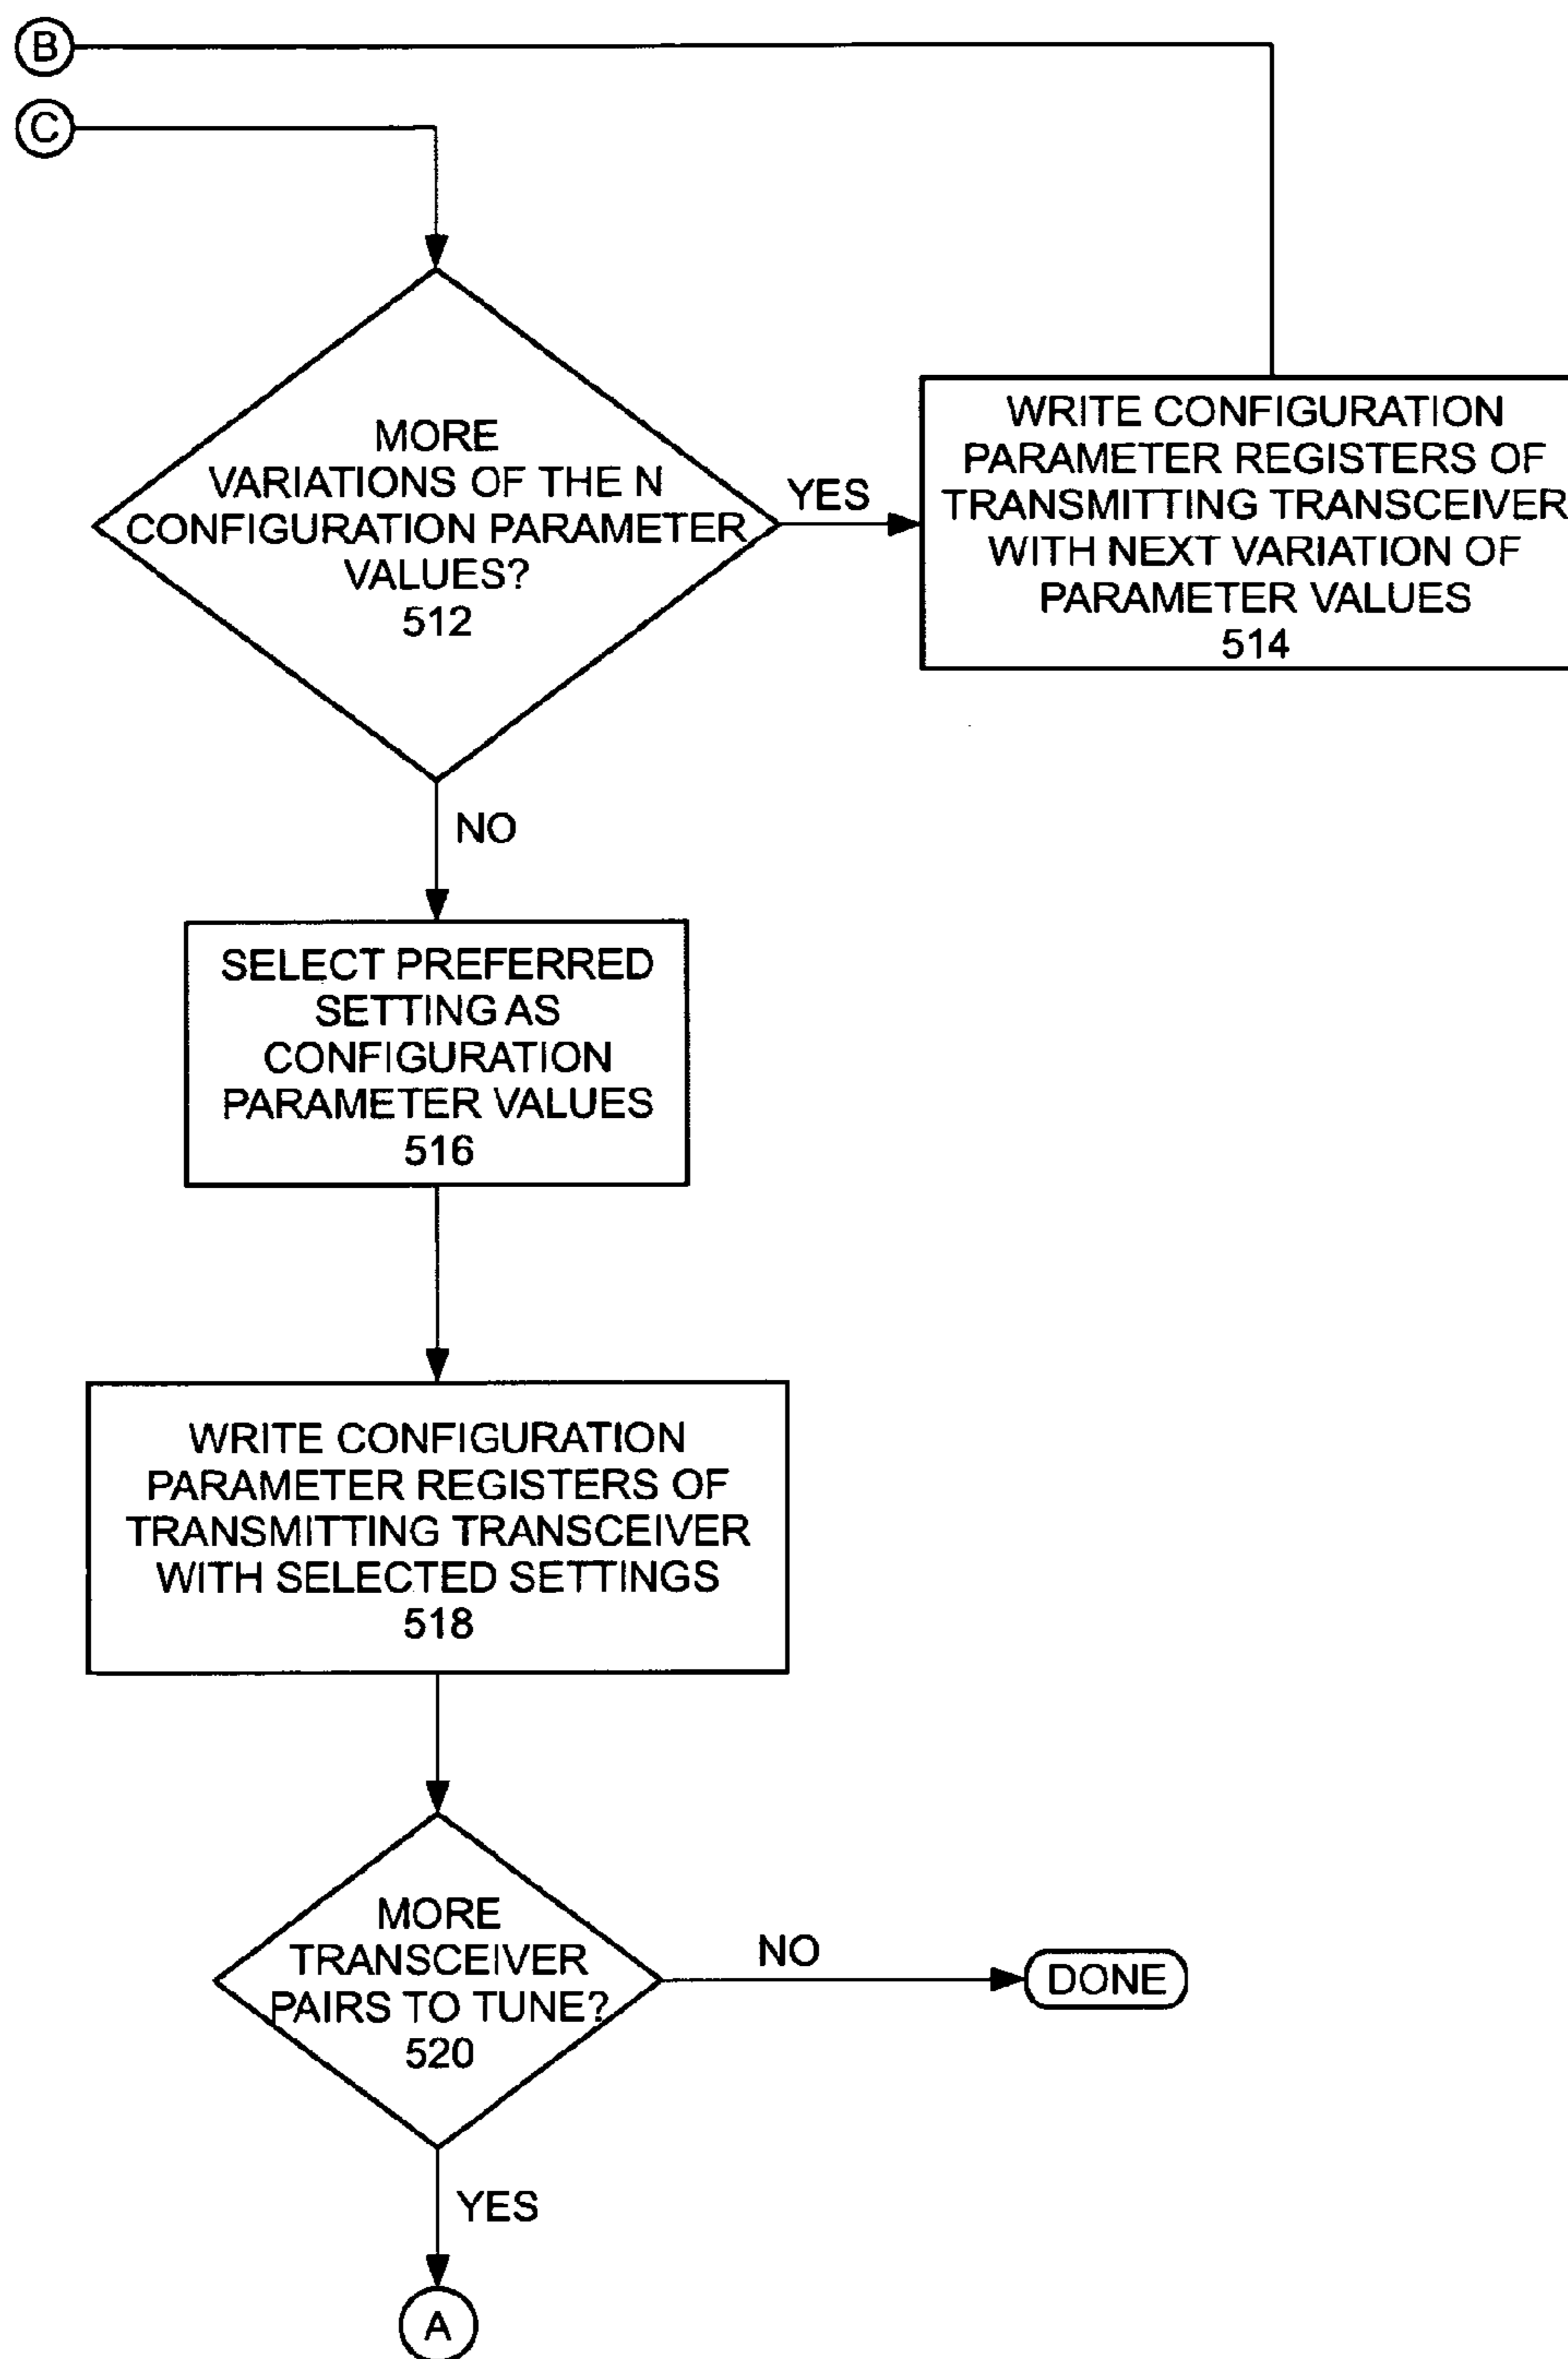 B
C
MORE
VARIATIONS OF THE N
CONFIGURATION PARAMETER
VALUES?
512
YES
WRITE CONFIGURATION
PARAMETER REGISTERS OF
TRANSMITTING TRANSCEIVER
WITH NEXT VARIATION OF
PARAMETER VALUES
514
NO
SELECT PREFERRED
SETTING AS
CONFIGURATION
PARAMETER VALUES
516
WRITE CONFIGURATION
PARAMETER REGISTERS OF
TRANSMITTING TRANSCEIVER
WITH SELECTED SETTINGS
518
MORE
TRANSCEIVER
PAIRS TO TUNE?
520
NO
DONE
YES
A